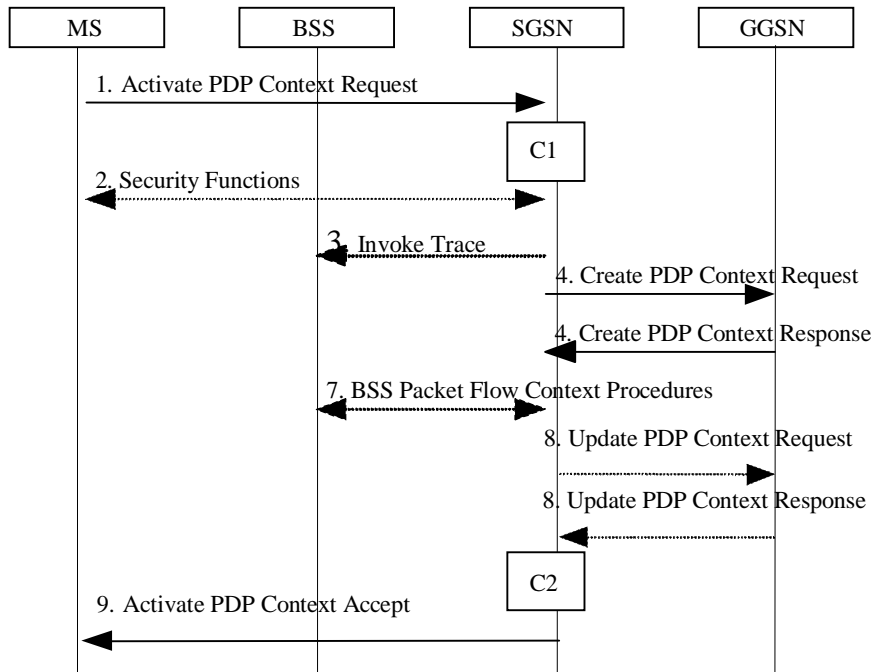 MS BSS SGSN GGSN
1. Activate PDP Context Request
C1
2. Security Functions
3. Invoke Trace
4. Create PDP Context Request
4. Create PDP Context Response
7. BSS Packet Flow Context Procedures
8. Update PDP Context Request
8. Update PDP Context Response
C2
9. Activate PDP Context Accept